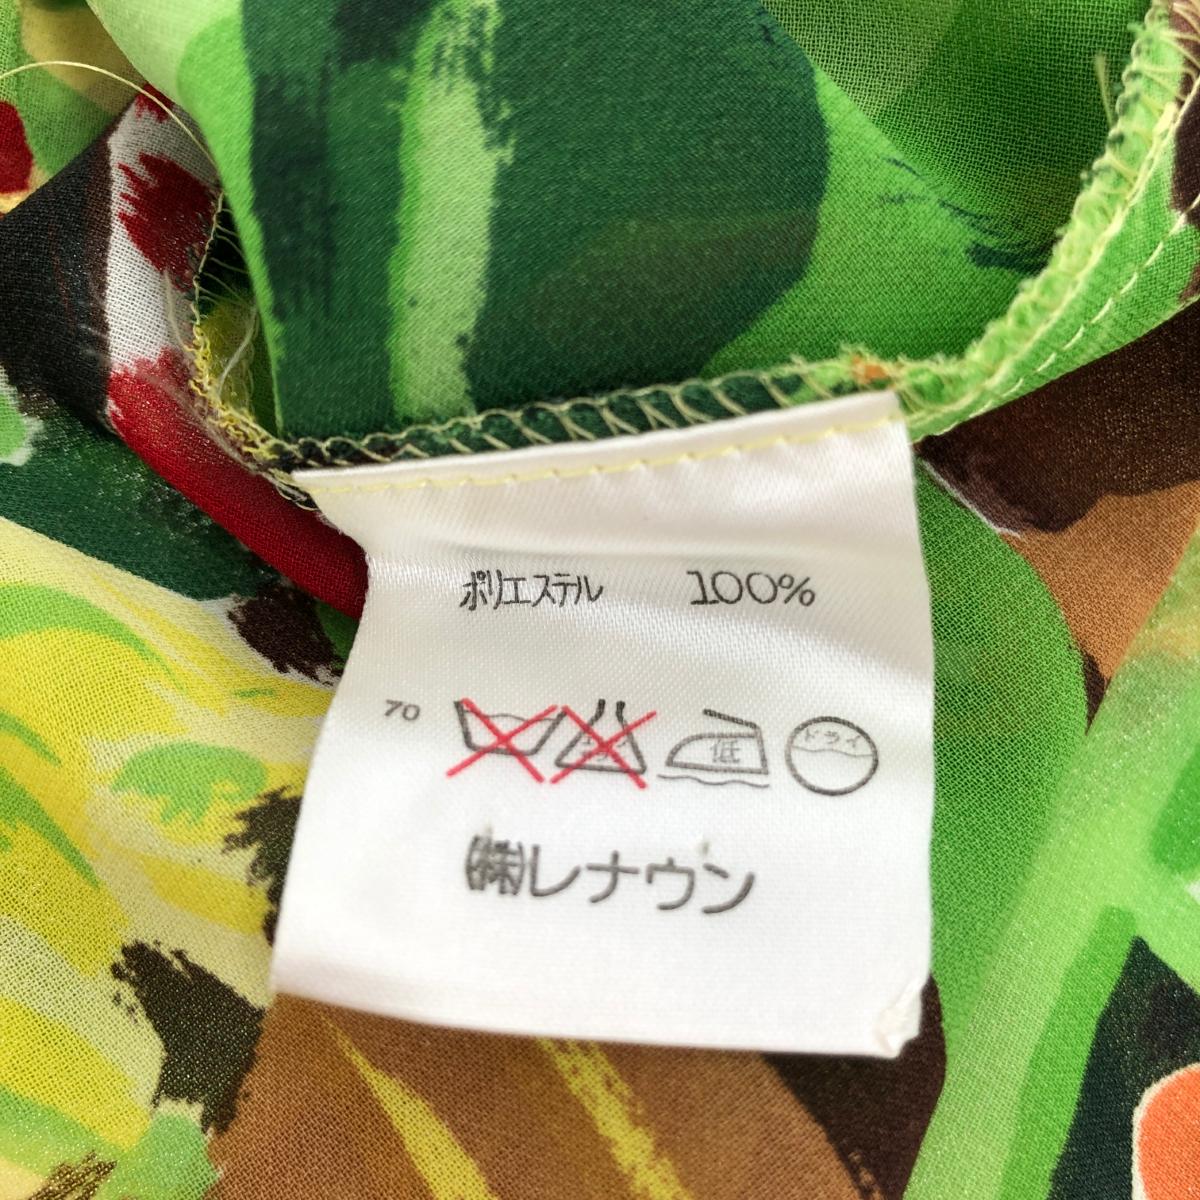 ポリエステル 100%
70 低 ドライ
㈱レナウン